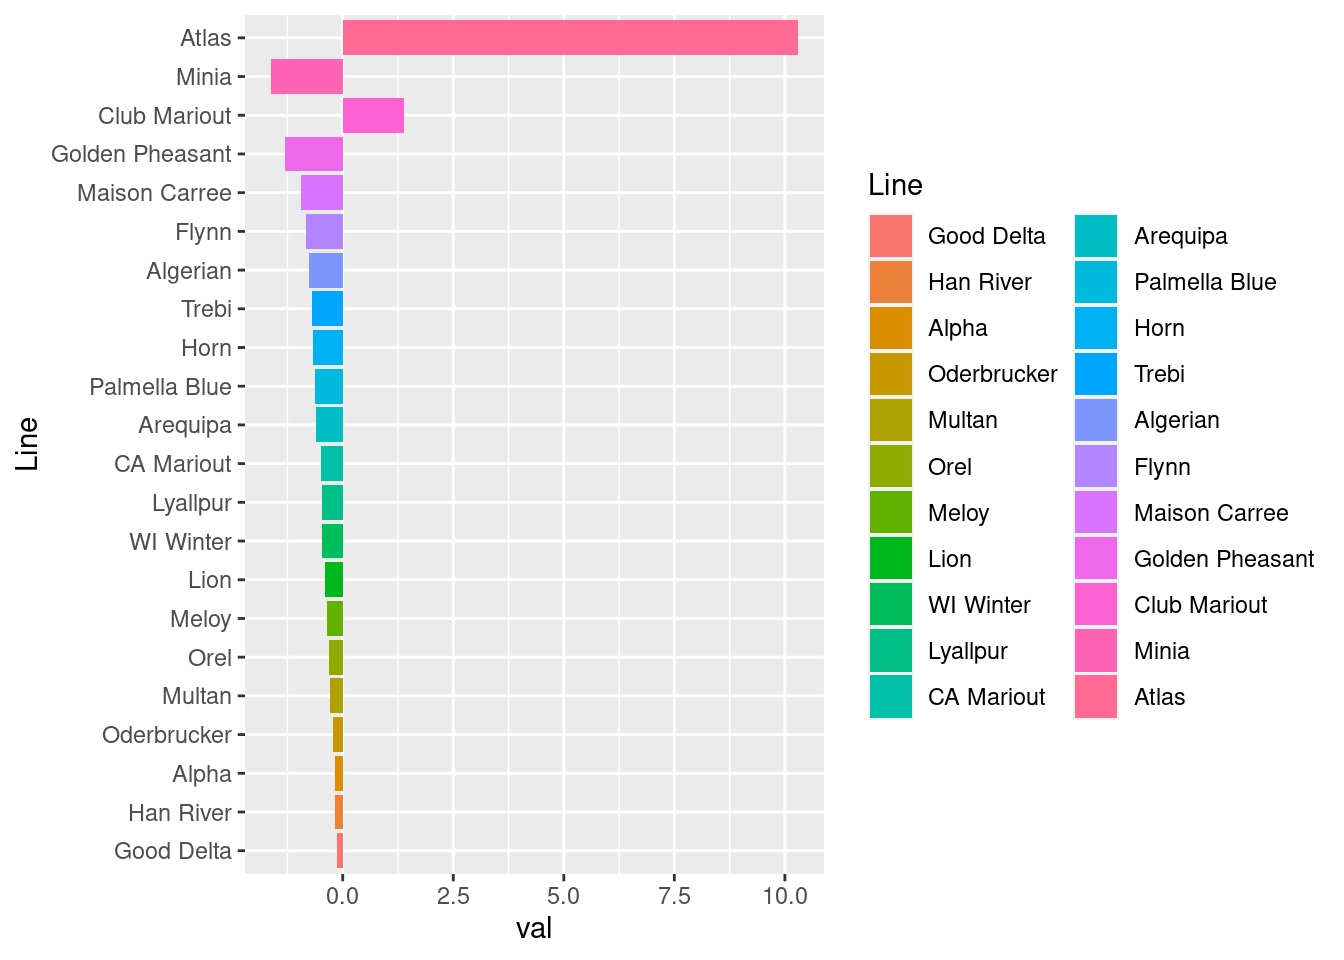 Atlas
Minia
Club Mariout
Golden Pheasant
Maison Carree
Flynn
Algerian
Trebi
Horn
Palmella Blue
Arequipa
CA Mariout
Lyallpur
WI Winter
Lion
Meloy
Orel
Multan
Oderbrucker
Alpha
Han River
Good Delta
Line
0.0 2.5 5.0 7.5 10.0
val
Line
Good Delta
Han River
Alpha
Oderbrucker
Multan
Orel
Meloy
Lion
WI Winter
Lyallpur
CA Mariout
Arequipa
Palmella Blue
Horn
Trebi
Algerian
Flynn
Maison Carree
Golden Pheasant
Club Mariout
Minia
Atlas